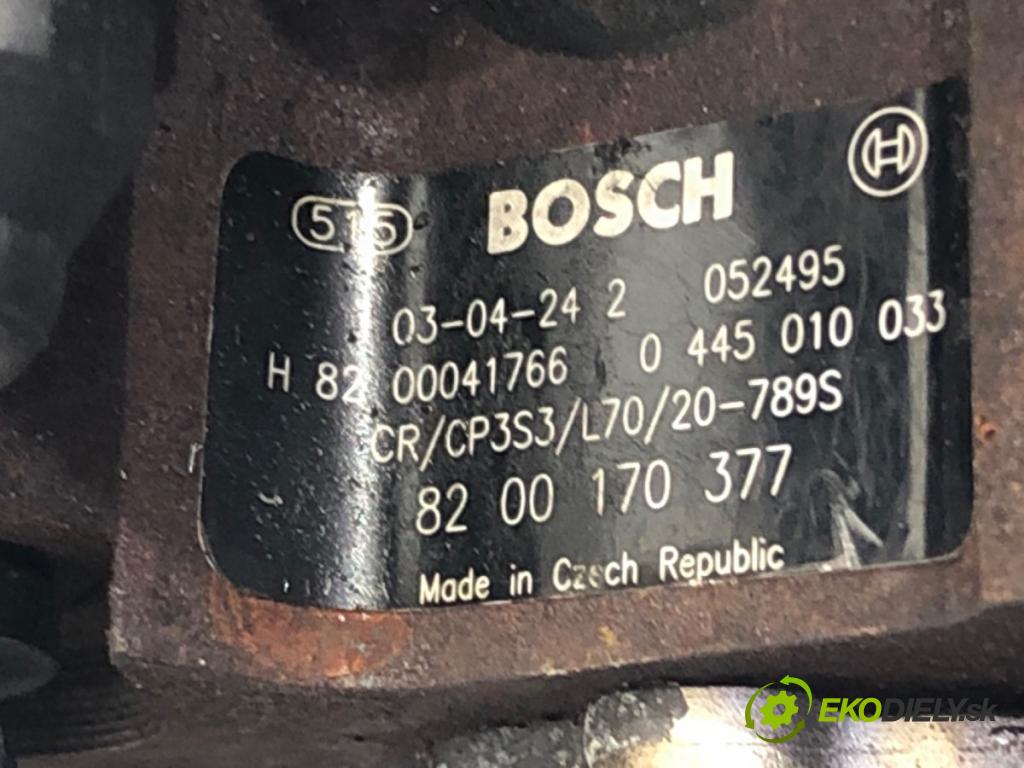 515 BOSCH
03-04-24 2 052495
H 82 00041766 0 445 010 033
CR/CP3S3/L70/20-789S
82 00 170 377
Made in Czech Republic
EKODIELY.sk